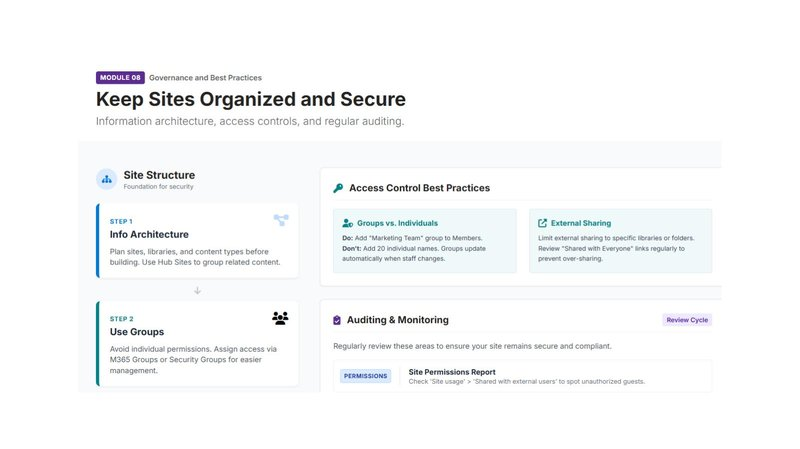 MODULE 08 Governance and Best Practices
Keep Sites Organized and Secure
Information architecture, access controls, and regular auditing.
Site Structure
Foundation for security
STEP 1
Info Architecture
Plan sites, libraries, and content types before
building. Use Hub Sites to group related content.
STEP 2
Use Groups
Avoid individual permissions. Assign access via
M365 Groups or Security Groups for easier
management.
Access Control Best Practices
Groups vs. Individuals
Do: Add "Marketing Team" group to Members.
Don't: Add 20 individual names. Groups update
automatically when staff changes.
External Sharing
Limit external sharing to specific libraries or folders.
Review "Shared with Everyone" links regularly to
prevent over-sharing.
Auditing & Monitoring
Review Cycle
Regularly review these areas to ensure your site remains secure and compliant.
PERMISSIONS
Site Permissions Report
Check 'Site usage' > 'Shared with external users' to spot unauthorized guests.